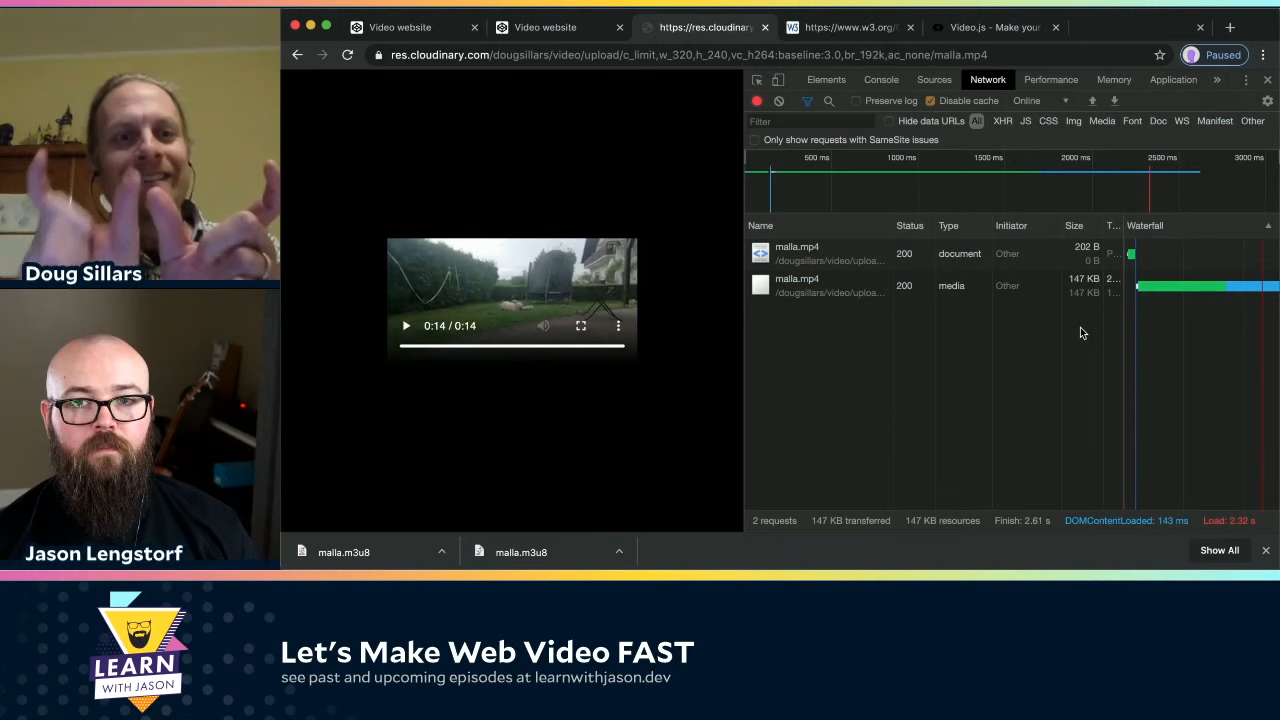 Video website
Video website
https://res.cloudinary
https://www.w3.org/
Video.js - Make your
res.cloudinary.com/dougsillars/video/upload/c_limit,w_320,h_240,vc_h264:baseline:3.0,br_192k,ac_none/malla.mp4
Paused
Elements
Console
Sources
Network
Performance
Memory
Application
»
Preserve log
Disable cache
Online
Filter
Hide data URLs
All
XHR
JS
CSS
Img
Media
Font
Doc
WS
Manifest
Other
Only show requests with SameSite issues
500 ms
1000 ms
1500 ms
2000 ms
2500 ms
3000 ms
Name
Status
Type
Initiator
Size
T...
Waterfall
malla.mp4
/dougsillars/video/uploa...
200
document
Other
202 B
0 B
P...
malla.mp4
/dougsillars/video/uploa...
200
media
Other
147 KB
147 KB
2...
1...
0:14 / 0:14
2 requests
147 KB transferred
147 KB resources
Finish: 2.61 s
DOMContentLoaded: 143 ms
Load: 2.32 s
malla.m3u8
malla.m3u8
Show All
Doug Sillars
Jason Lengstorf
LEARN
WITH JASON
Let's Make Web Video FAST
see past and upcoming episodes at learnwithjason.dev